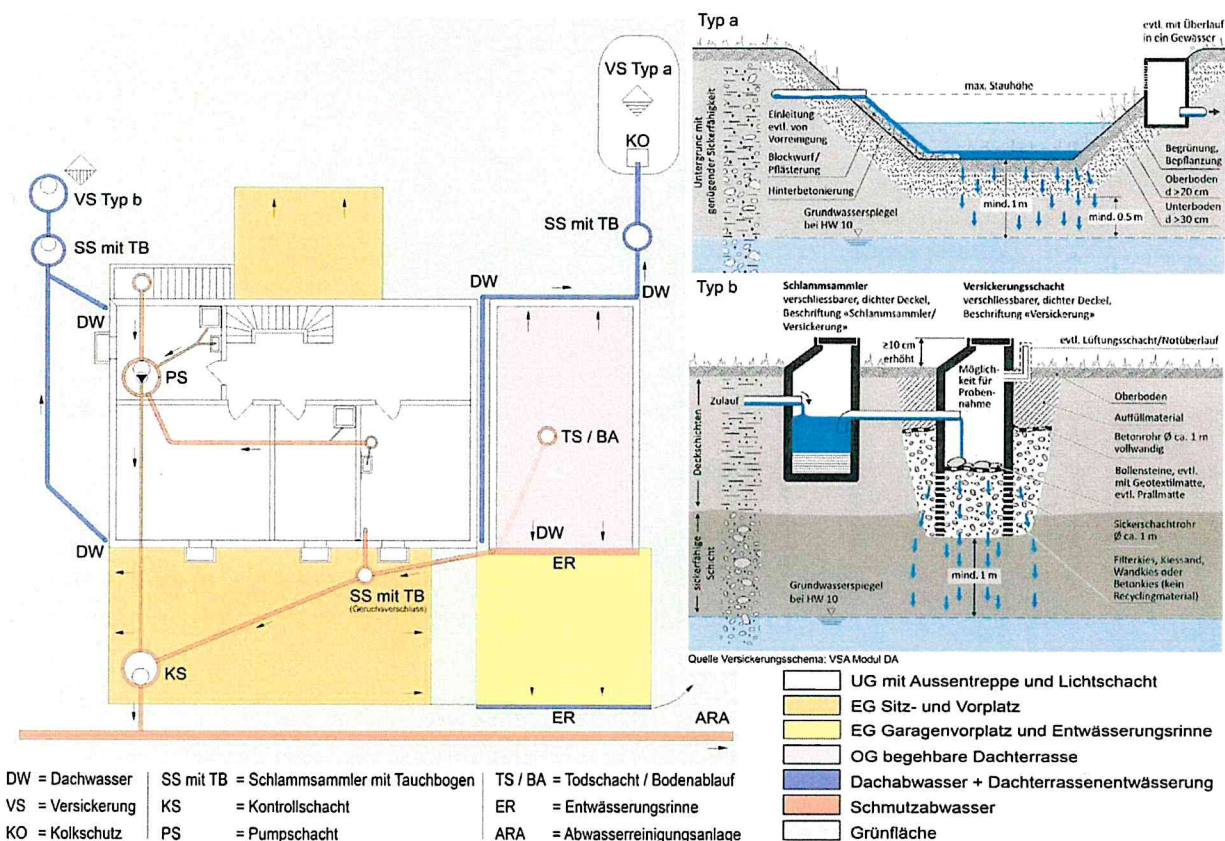 VS Typ a
KO
VS Typ b
SS mit TB
SS mit TB
DW
DW
DW
PS
TS / BA
DW
DW
ER
SS mit TB
(Geruchsverschluss)
KS
ER
ARA
Typ a
evtl. mit Überlauf
in ein Gewässer
max. Stauhöhe
Untergrund mit
genügender Sickerfähigkeit
Einleitung
evtl. von
Vorreinigung
Blockwurf/
Pflästerung
Hinterbetonierung
Grundwasserspiegel
bei HW 10
mind. 1 m
mind. 0.5 m
Begrünung,
Bepflanzung
Oberboden
d >20 cm
Unterboden
d >30 cm
Typ b
Schlammsammler
verschliessbarer, dichter Deckel,
Beschriftung «Schlammsammler/
Versickerung»
Versickerungsschacht
verschliessbarer, dichter Deckel,
Beschriftung «Versickerung»
≥10 cm
erhöht
evtl. Lüftungsschacht/Notüberlauf
Möglich-
keit für
Proben-
nahme
Zulauf
Deckschichten
sickerfähige
Schicht
Oberboden
Auffüllmaterial
Betonrohr Ø ca. 1 m
vollwandig
Bollensteine, evtl.
mit Geotextilmatte,
evtl. Prallmatte
Sickerschachtrohr
Ø ca. 1 m
Filterkies, Kiessand,
Wandkies oder
Betonkies (kein
Recyclingmaterial)
mind. 1 m
Grundwasserspiegel
bei HW 10
Quelle Versickerungsschema: VSA Modul DA
UG mit Aussentreppe und Lichtschacht
EG Sitz- und Vorplatz
EG Garagenvorplatz und Entwässerungsrinne
OG begehbare Dachterrasse
Dachabwasser + Dachterrassenentwässerung
Schmutzabwasser
Grünfläche
DW = Dachwasser
VS = Versickerung
KO = Kolkschutz
SS mit TB = Schlammsammler mit Tauchbogen
KS = Kontrollschacht
PS = Pumpschacht
TS / BA = Todschacht / Bodenablauf
ER = Entwässerungsrinne
ARA = Abwasserreinigungsanlage